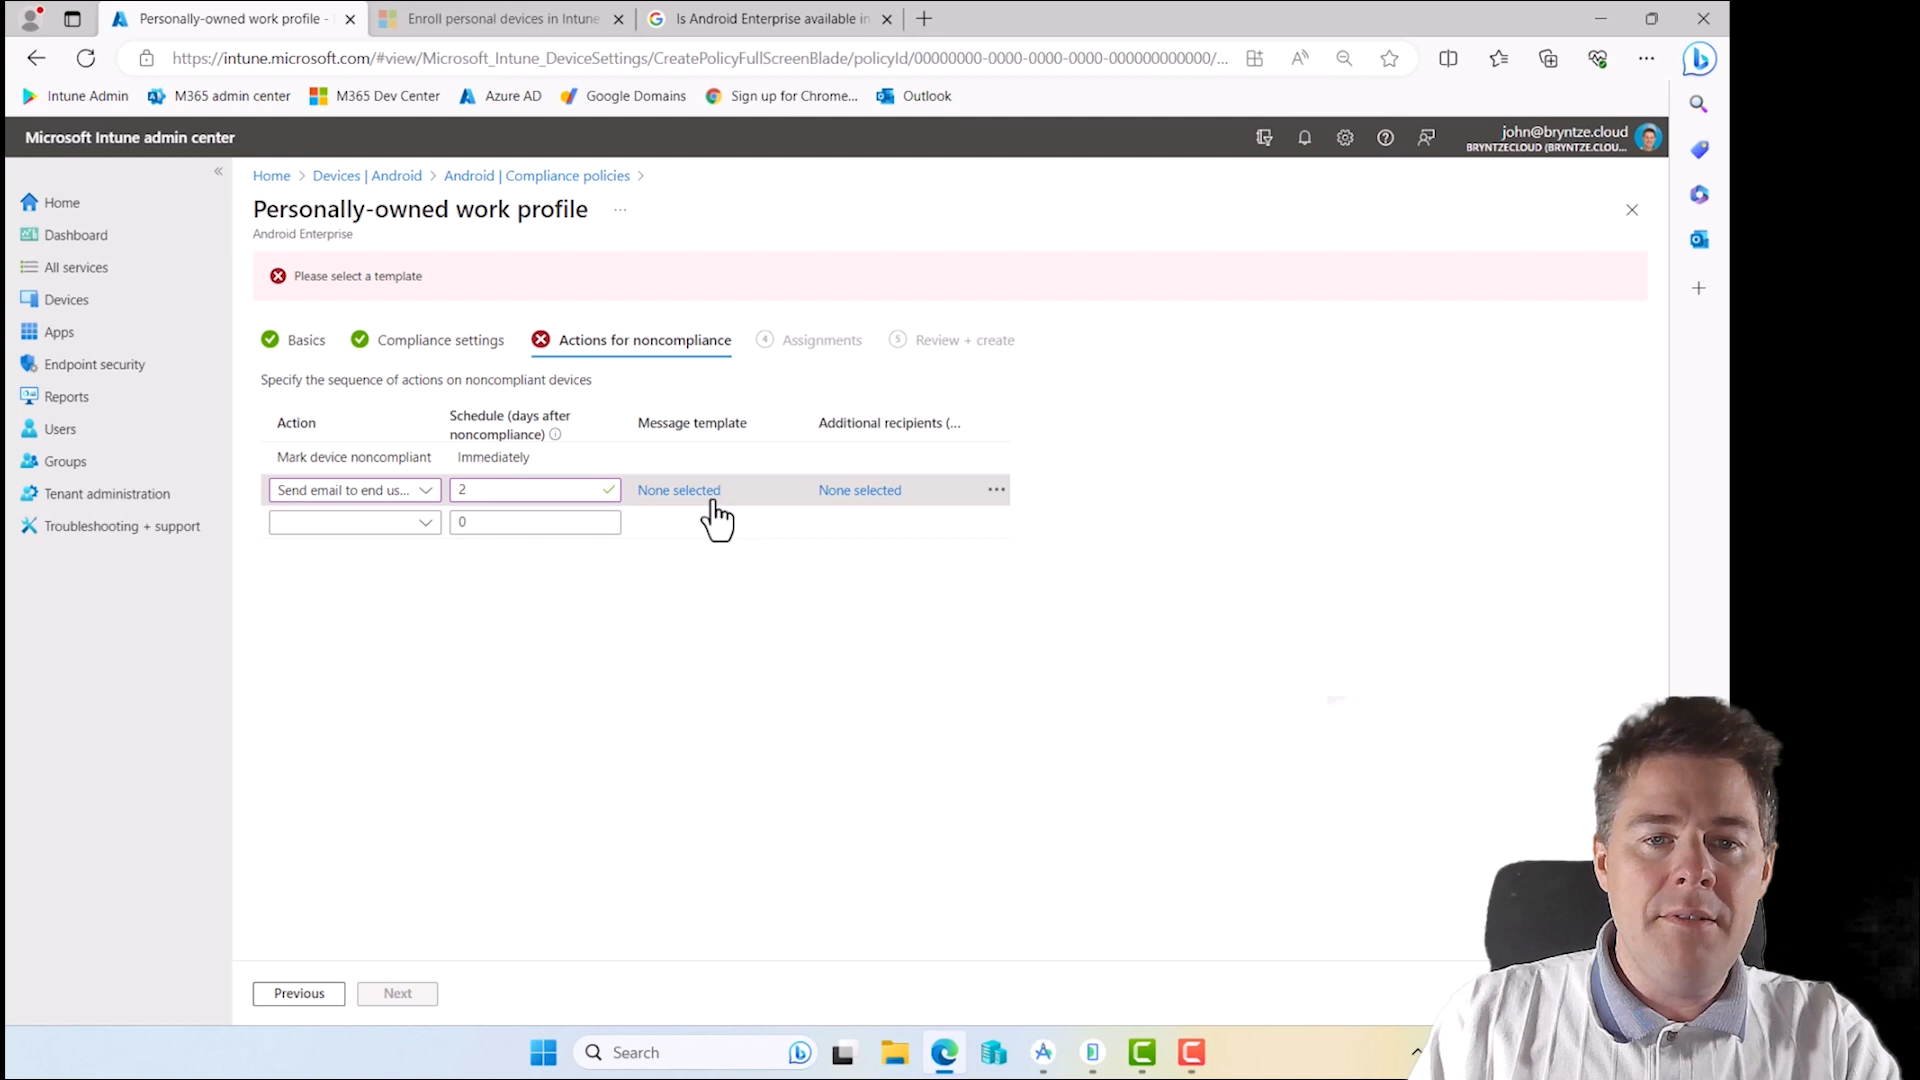 Personally-owned work profile -
Enroll personal devices in Intune
Is Android Enterprise available in
https://intune.microsoft.com/#view/Microsoft_Intune_DeviceSettings/CreatePolicyFullScreenBlade/policyId/00000000-0000-0000-0000-000000000000/...
Intune Admin
M365 admin center
M365 Dev Center
Azure AD
Google Domains
Sign up for Chrome...
Outlook
Microsoft Intune admin center
john@bryntze.cloud
BRYNTZECLOUD (BRYNTZE.CLOU...
Home > Devices | Android > Android | Compliance policies >
Home
Dashboard
All services
Devices
Apps
Endpoint security
Reports
Users
Groups
Tenant administration
Troubleshooting + support
Personally-owned work profile ...
Android Enterprise
Please select a template
Basics
Compliance settings
Actions for noncompliance
4 Assignments
5 Review + create
Specify the sequence of actions on noncompliant devices
Action
Schedule (days after
noncompliance)
Message template
Additional recipients (...
Mark device noncompliant
Immediately
Send email to end us...
2
None selected
None selected
0
Previous
Next
Search